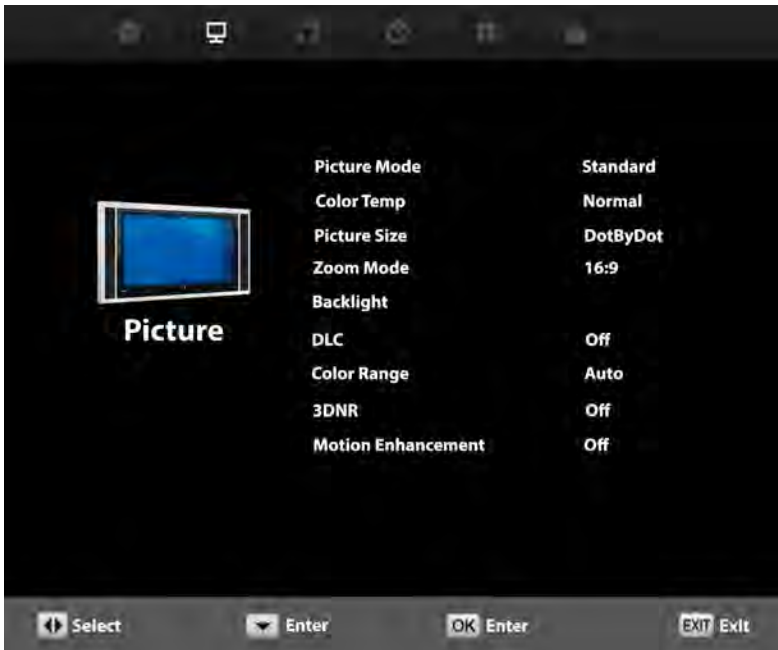 Picture Mode Standard
Color Temp Normal
Picture Size DotByDot
Zoom Mode 16:9
Backlight
Picture
DLC Off
Color Range Auto
3DNR Off
Motion Enhancement Off
Select Enter OK Enter EXIT Exit